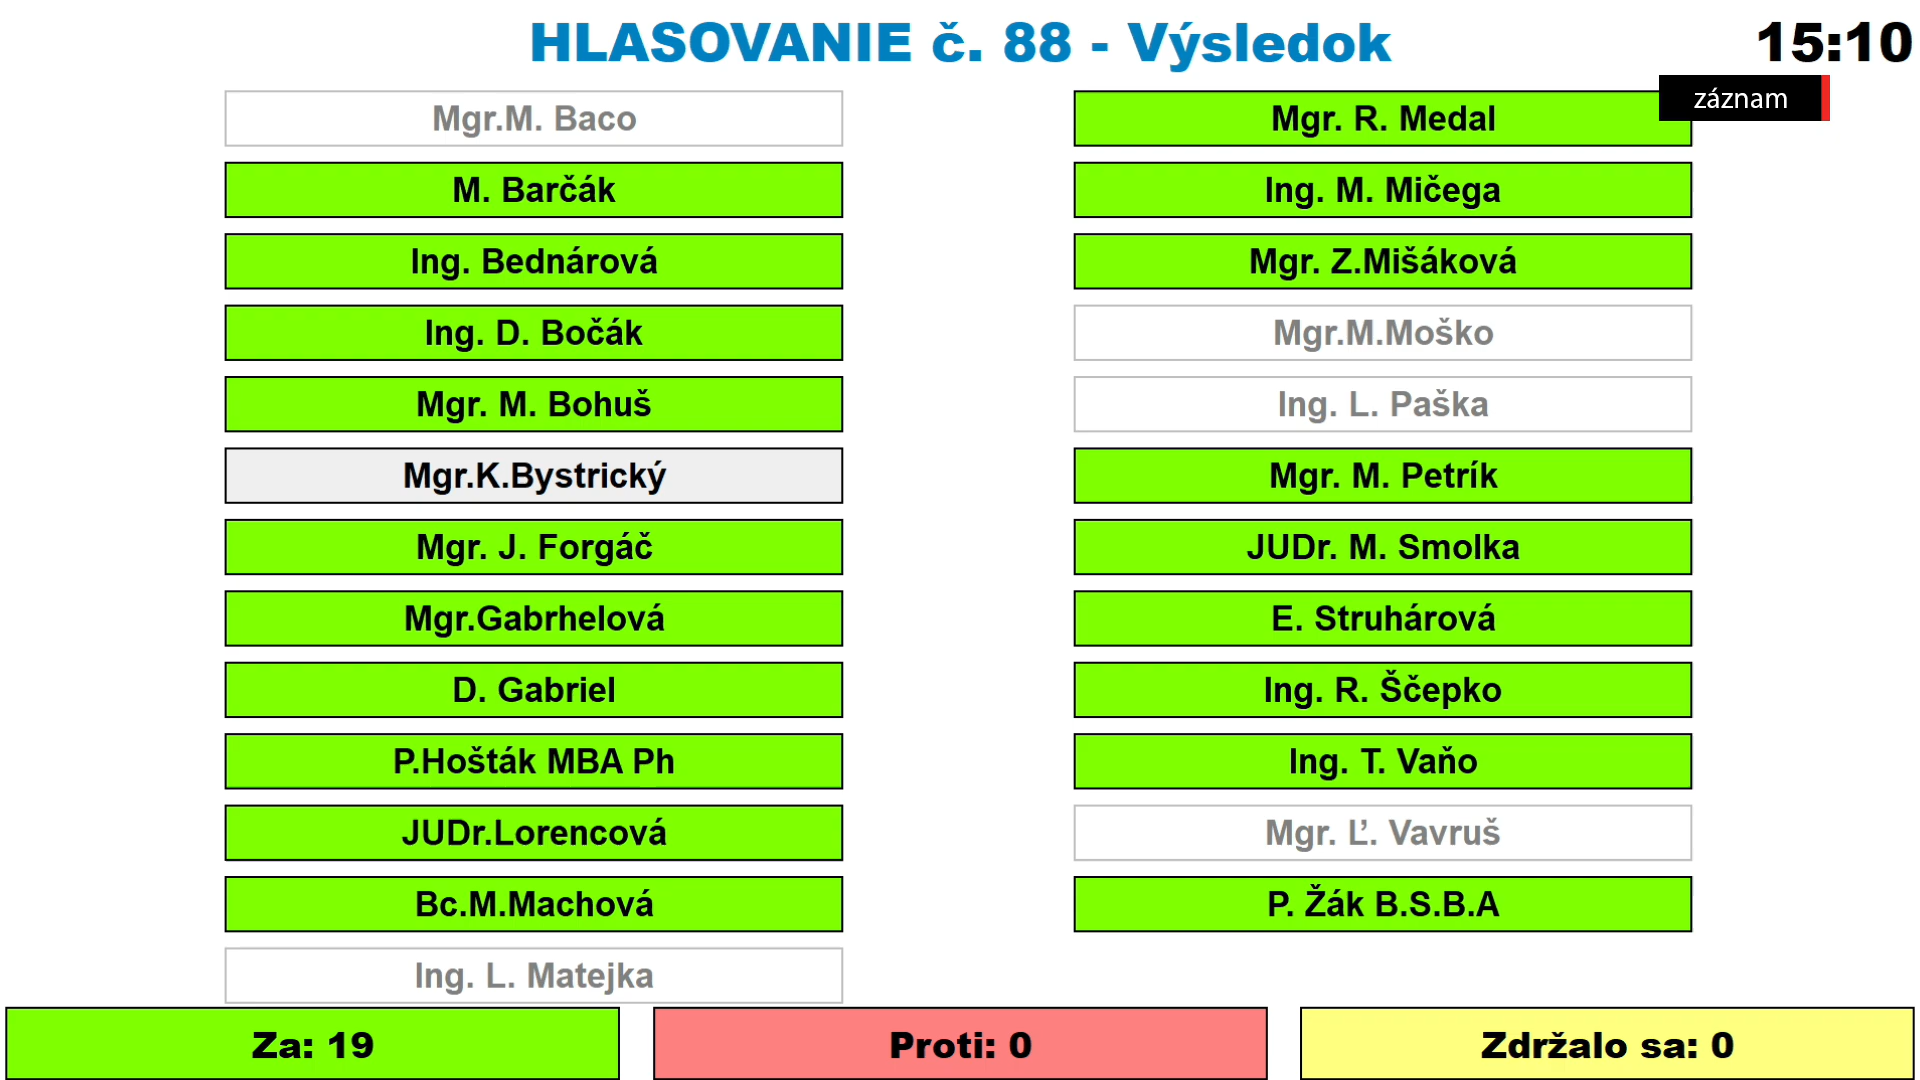 HLASOVANIE č. 88 - Výsledok
15:10
záznam
Mgr.M. Baco
M. Barčák
Ing. Bednárová
Ing. D. Bočák
Mgr. M. Bohuš
Mgr.K.Bystrický
Mgr. J. Forgáč
Mgr.Gabrhelová
D. Gabriel
P.Hošták MBA Ph
JUDr.Lorencová
Bc.M.Machová
Ing. L. Matejka
Mgr. R. Medal
Ing. M. Mičega
Mgr. Z.Mišáková
Mgr.M.Moško
Ing. L. Paška
Mgr. M. Petrík
JUDr. M. Smolka
E. Struhárová
Ing. R. Ščepko
Ing. T. Vaňo
Mgr. Ľ. Vavruš
P. Žák B.S.B.A
Za: 19
Proti: 0
Zdržalo sa: 0